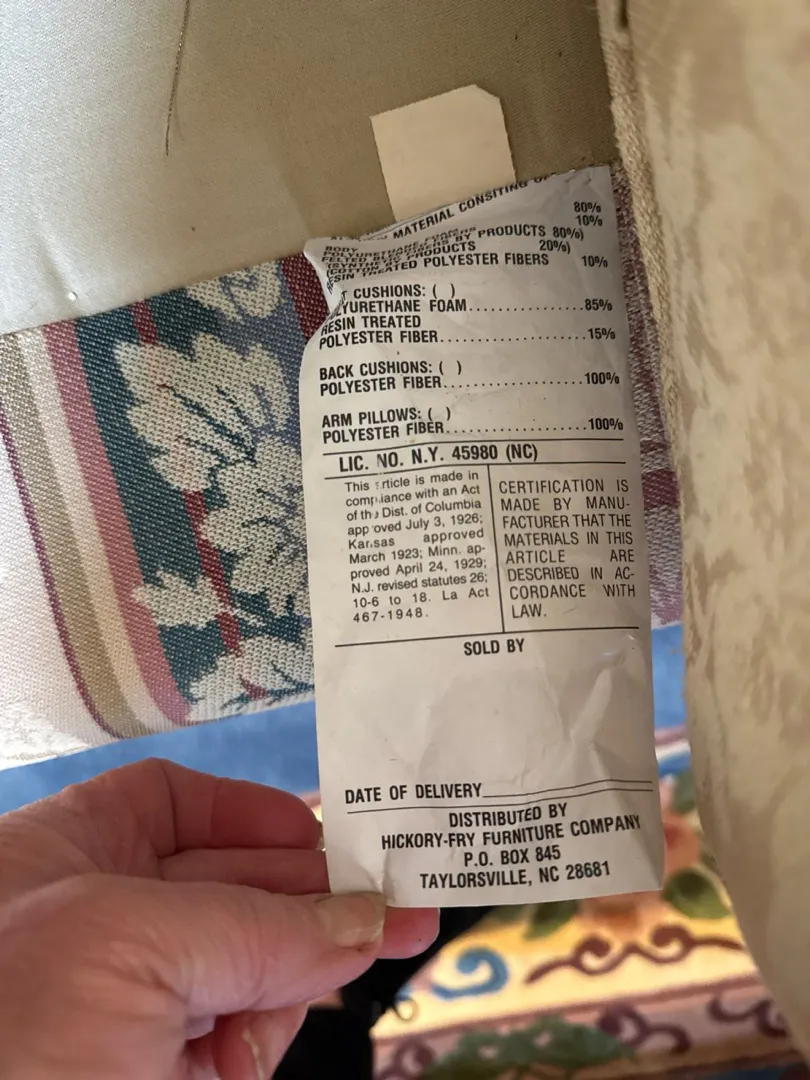 MATERIAL CONSITING OF
BODY 80%
POLYURETHANE FOAM 10%
BY PRODUCTS 80%)
PRODUCTS 20%)
TREATED POLYESTER FIBERS 10%
CUSHIONS: ( )
YURETHANE FOAM..................85%
RESIN TREATED
POLYESTER FIBER......................15%
BACK CUSHIONS: ( )
POLYESTER FIBER.....................100%
ARM PILLOWS: ( )
POLYESTER FIBER.....................100%
LIC. NO. N.Y. 45980 (NC)
This article is made in
compliance with an Act
of the Dist. of Columbia
approved July 3, 1926;
Kansas approved
March 1923; Minn. ap-
proved April 24, 1929;
N.J. revised statutes 26;
10-6 to 18. La Act
467-1948.
CERTIFICATION IS
MADE BY MANU-
FACTURER THAT THE
MATERIALS IN THIS
ARTICLE ARE
DESCRIBED IN AC-
CORDANCE WITH
LAW.
SOLD BY
DATE OF DELIVERY
DISTRIBUTED BY
HICKORY-FRY FURNITURE COMPANY
P.O. BOX 845
TAYLORSVILLE, NC 28681